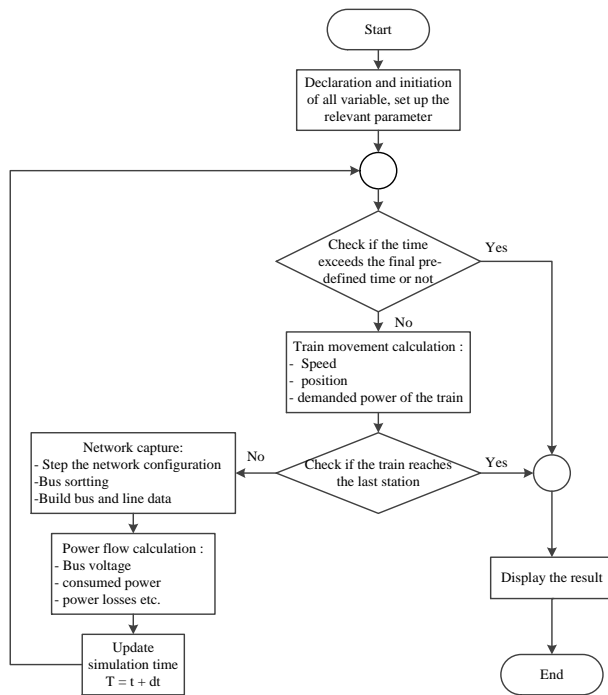 Start
Declaration and initiation
of all variable, set up the
relevant parameter
Check if the time
exceeds the final pre-
defined time or not
Yes
No
Train movement calculation :
- Speed
- position
- demanded power of the train
Check if the train reaches
the last station
No
Yes
Network capture:
- Step the network configuration
-Bus sortting
-Build bus and line data
Power flow calculation :
- Bus voltage
- consumed power
- power losses etc.
Update
simulation time
T = t + dt
Display the result
End